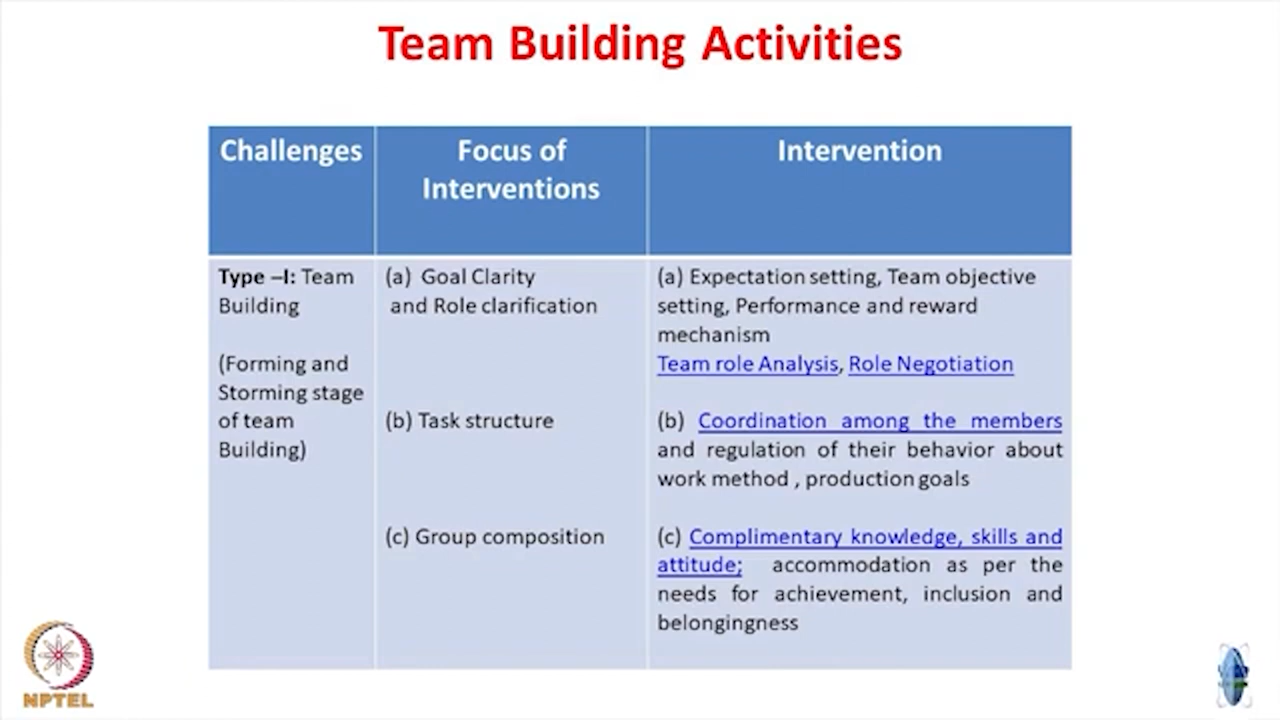 Team Building Activities
Challenges
Focus of
Interventions
Intervention
Type –I: Team
Building
(Forming and
Storming stage
of team
Building)
(a) Goal Clarity
and Role clarification
(b) Task structure
(c) Group composition
(a) Expectation setting, Team objective
setting, Performance and reward
mechanism
Team role Analysis, Role Negotiation
(b) Coordination among the members
and regulation of their behavior about
work method , production goals
(c) Complimentary knowledge, skills and
attitude; accommodation as per the
needs for achievement, inclusion and
belongingness
NPTEL